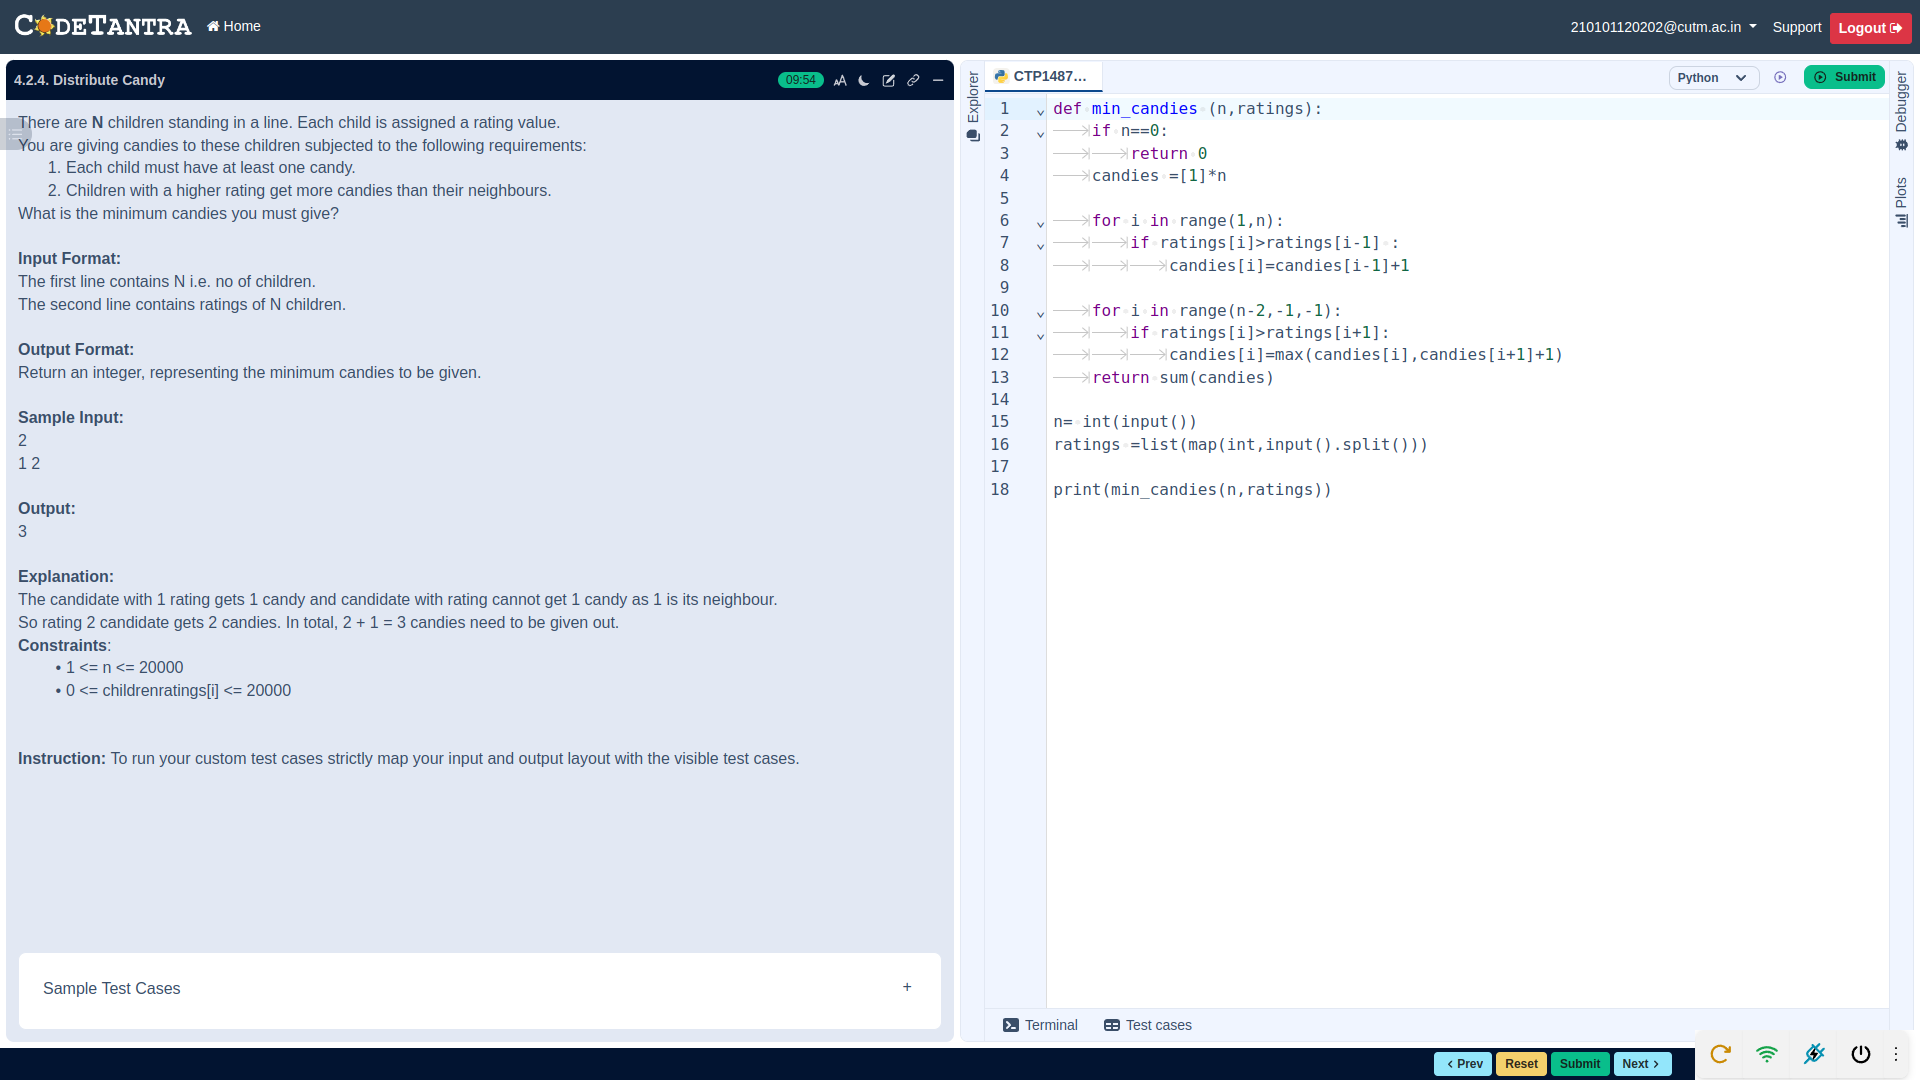 CODETANTRA Home 210101120202@cutm.ac.in Support Logout
4.2.4. Distribute Candy 09:54
There are N children standing in a line. Each child is assigned a rating value.
You are giving candies to these children subjected to the following requirements:
1. Each child must have at least one candy.
2. Children with a higher rating get more candies than their neighbours.
What is the minimum candies you must give?
Input Format:
The first line contains N i.e. no of children.
The second line contains ratings of N children.
Output Format:
Return an integer, representing the minimum candies to be given.
Sample Input:
2
1 2
Output:
3
Explanation:
The candidate with 1 rating gets 1 candy and candidate with rating cannot get 1 candy as 1 is its neighbour.
So rating 2 candidate gets 2 candies. In total, 2 + 1 = 3 candies need to be given out.
Constraints:
• 1 <= n <= 20000
• 0 <= childrenratings[i] <= 20000
Instruction: To run your custom test cases strictly map your input and output layout with the visible test cases.
Sample Test Cases +
Explorer
CTP1487... Python Submit
1 def min_candies (n,ratings):
2 if n==0:
3 return 0
4 candies =[1]*n
5
6 for i in range(1,n):
7 if ratings[i]>ratings[i-1] :
8 candies[i]=candies[i-1]+1
9
10 for i in range(n-2,-1,-1):
11 if ratings[i]>ratings[i+1]:
12 candies[i]=max(candies[i],candies[i+1]+1)
13 return sum(candies)
14
15 n= int(input())
16 ratings =list(map(int,input().split()))
17
18 print(min_candies(n,ratings))
Debugger
Plots
Terminal Test cases
Prev Reset Submit Next